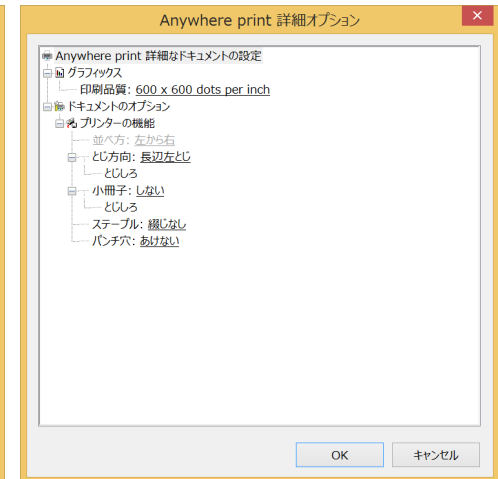 Anywhere print 詳細オプション
Anywhere print 詳細なドキュメントの設定
グラフィックス
印刷品質: 600 x 600 dots per inch
ドキュメントのオプション
プリンターの機能
並べ方: 左から右
とじ方向: 長辺左とじ
とじしろ
小冊子: しない
とじしろ
ステープル: 綴じなし
パンチ穴: あけない
OK キャンセル